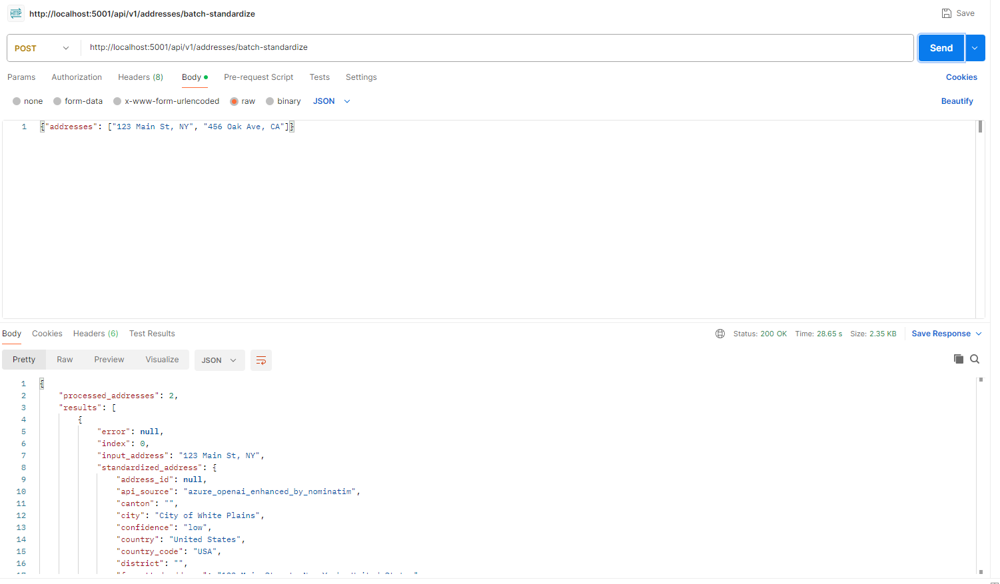 HTTP http://localhost:5001/api/v1/addresses/batch-standardize Save
POST http://localhost:5001/api/v1/addresses/batch-standardize Send
Params Authorization Headers (8) Body Pre-request Script Tests Settings Cookies
none form-data x-www-form-urlencoded raw binary JSON Beautify
1 {"addresses": ["123 Main St, NY", "456 Oak Ave, CA"]}
Body Cookies Headers (6) Test Results Status: 200 OK Time: 28.65 s Size: 2.35 KB Save Response
Pretty Raw Preview Visualize JSON
1 {
2 "processed_addresses": 2,
3 "results": [
4 {
5 "error": null,
6 "index": 0,
7 "input_address": "123 Main St, NY",
8 "standardized_address": {
9 "address_id": null,
10 "api_source": "azure_openai_enhanced_by_nominatim",
11 "canton": "",
12 "city": "City of White Plains",
13 "confidence": "low",
14 "country": "United States",
15 "country_code": "USA",
16 "district": "",